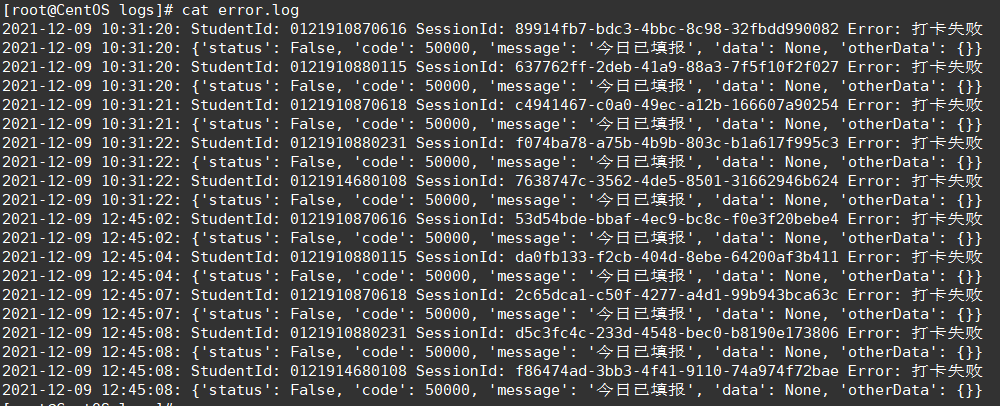 [root@CentOS logs]# cat error.log
2021-12-09 10:31:20: StudentId: 0121910870616 SessionId: 89914fb7-bdc3-4bbc-8c98-32fbdd990082 Error: 打卡失败
2021-12-09 10:31:20: {'status': False, 'code': 50000, 'message': '今日已填报', 'data': None, 'otherData': {}}
2021-12-09 10:31:20: StudentId: 0121910880115 SessionId: 637762ff-2deb-41a9-88a3-7f5f10f2f027 Error: 打卡失败
2021-12-09 10:31:20: {'status': False, 'code': 50000, 'message': '今日已填报', 'data': None, 'otherData': {}}
2021-12-09 10:31:21: StudentId: 0121910870618 SessionId: c4941467-c0a0-49ec-a12b-166607a90254 Error: 打卡失败
2021-12-09 10:31:21: {'status': False, 'code': 50000, 'message': '今日已填报', 'data': None, 'otherData': {}}
2021-12-09 10:31:22: StudentId: 0121910880231 SessionId: f074ba78-a75b-4b9b-803c-b1a617f995c3 Error: 打卡失败
2021-12-09 10:31:22: {'status': False, 'code': 50000, 'message': '今日已填报', 'data': None, 'otherData': {}}
2021-12-09 10:31:22: StudentId: 0121914680108 SessionId: 7638747c-3562-4de5-8501-31662946b624 Error: 打卡失败
2021-12-09 10:31:22: {'status': False, 'code': 50000, 'message': '今日已填报', 'data': None, 'otherData': {}}
2021-12-09 12:45:02: StudentId: 0121910870616 SessionId: 53d54bde-bbaf-4ec9-bc8c-f0e3f20bebe4 Error: 打卡失败
2021-12-09 12:45:02: {'status': False, 'code': 50000, 'message': '今日已填报', 'data': None, 'otherData': {}}
2021-12-09 12:45:04: StudentId: 0121910880115 SessionId: da0fb133-f2cb-404d-8ebe-64200af3b411 Error: 打卡失败
2021-12-09 12:45:04: {'status': False, 'code': 50000, 'message': '今日已填报', 'data': None, 'otherData': {}}
2021-12-09 12:45:07: StudentId: 0121910870618 SessionId: 2c65dca1-c50f-4277-a4d1-99b943bca63c Error: 打卡失败
2021-12-09 12:45:07: {'status': False, 'code': 50000, 'message': '今日已填报', 'data': None, 'otherData': {}}
2021-12-09 12:45:08: StudentId: 0121910880231 SessionId: d5c3fc4c-233d-4548-bec0-b8190e173806 Error: 打卡失败
2021-12-09 12:45:08: {'status': False, 'code': 50000, 'message': '今日已填报', 'data': None, 'otherData': {}}
2021-12-09 12:45:08: StudentId: 0121914680108 SessionId: f86474ad-3bb3-4f41-9110-74a974f72bae Error: 打卡失败
2021-12-09 12:45:08: {'status': False, 'code': 50000, 'message': '今日已填报', 'data': None, 'otherData': {}}